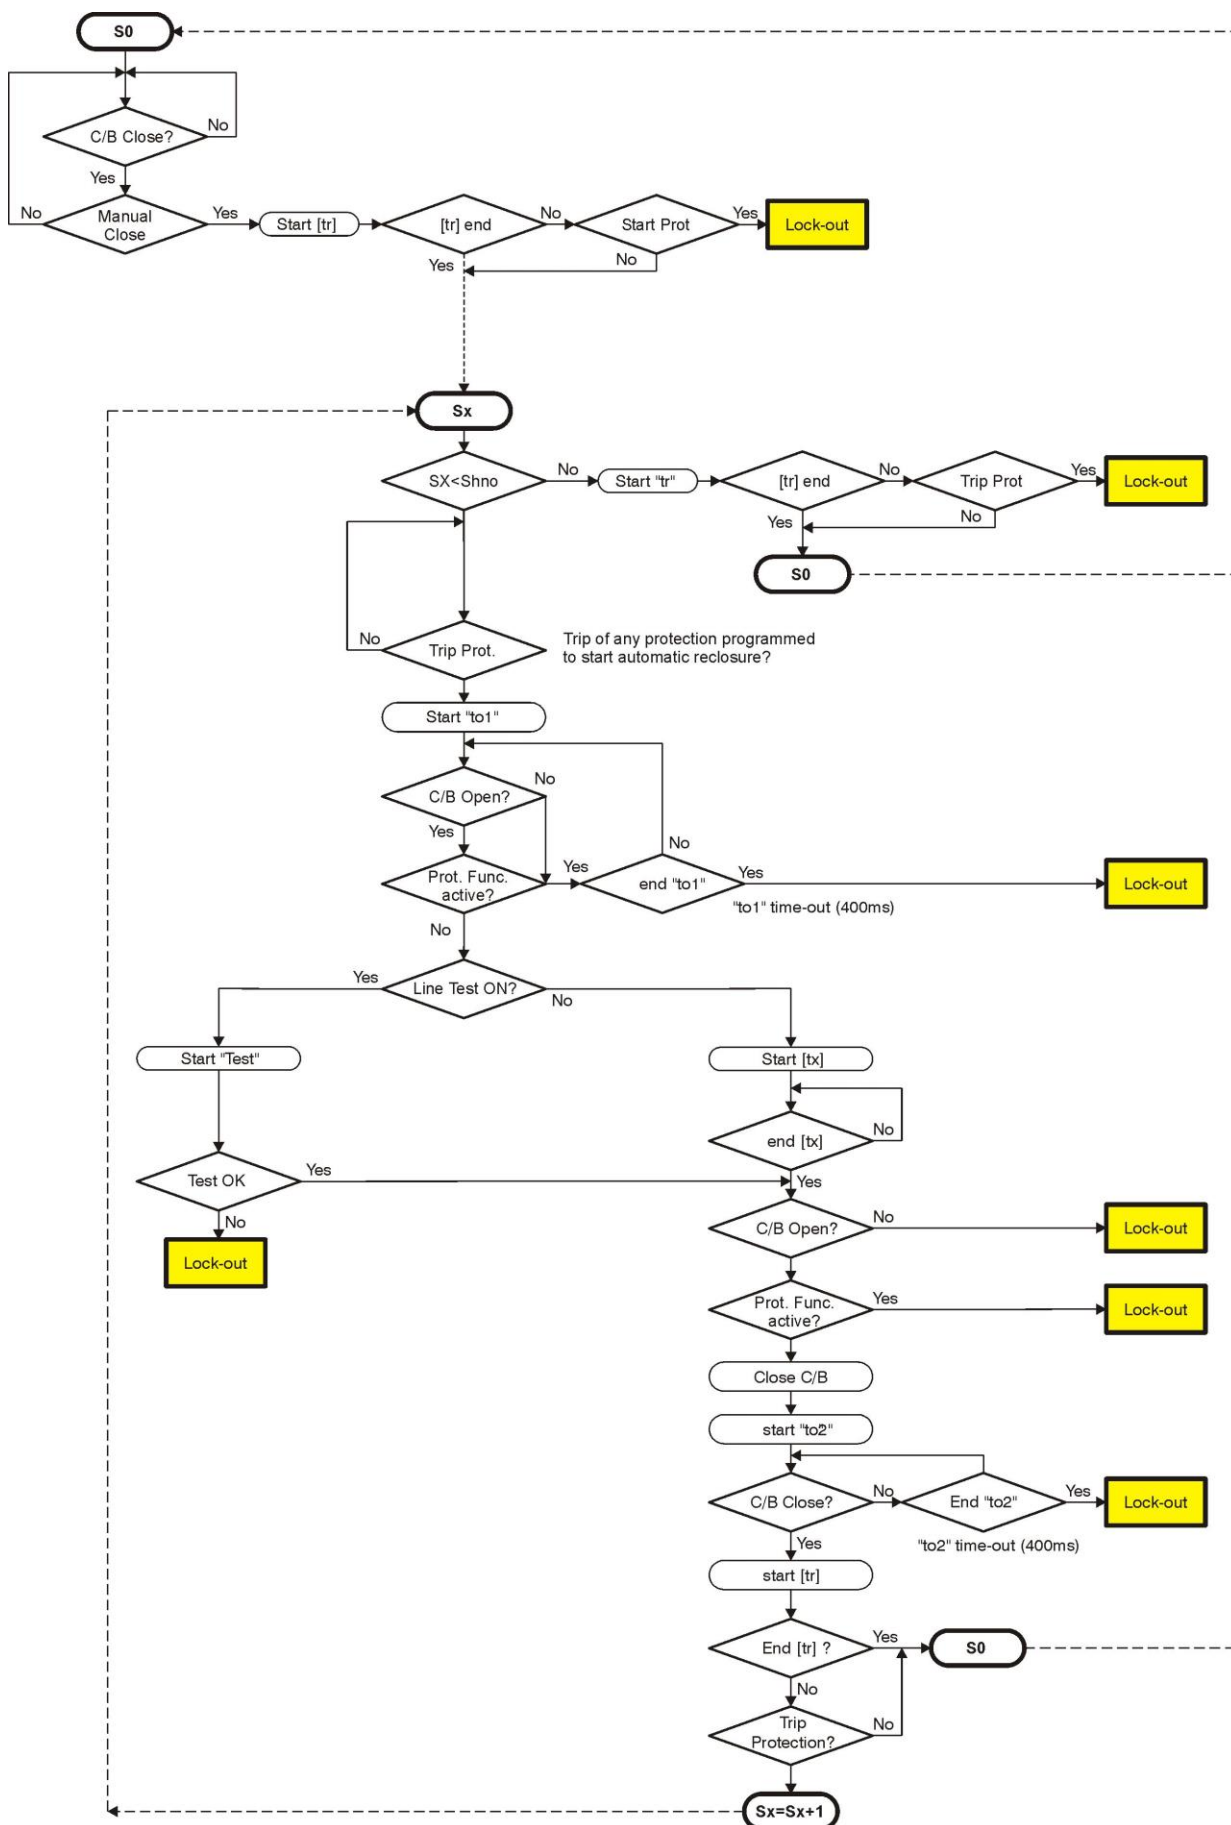 S0
C/B Close?
No
Yes
No
Manual
Close
Yes
Start [tr]
[tr] end
No
Start Prot
Yes
Lock-out
Yes
No
Sx
SX<Shno
No
Start "tr"
[tr] end
No
Trip Prot
Yes
Lock-out
Yes
No
S0
No
Trip Prot.
Trip of any protection programmed
to start automatic reclosure?
Start "to1"
C/B Open?
No
Yes
Prot. Func.
active?
Yes
No
end "to1"
Yes
Lock-out
"to1" time-out (400ms)
No
Yes
Line Test ON?
No
Start "Test"
Start [tx]
end [tx]
No
Test OK
Yes
Yes
No
Lock-out
C/B Open?
No
Lock-out
Prot. Func.
active?
Yes
Lock-out
Close C/B
start "to2"
C/B Close?
No
End "to2"
Yes
Lock-out
Yes
"to2" time-out (400ms)
start [tr]
End [tr] ?
Yes
S0
No
Trip
Protection?
No
Sx=Sx+1